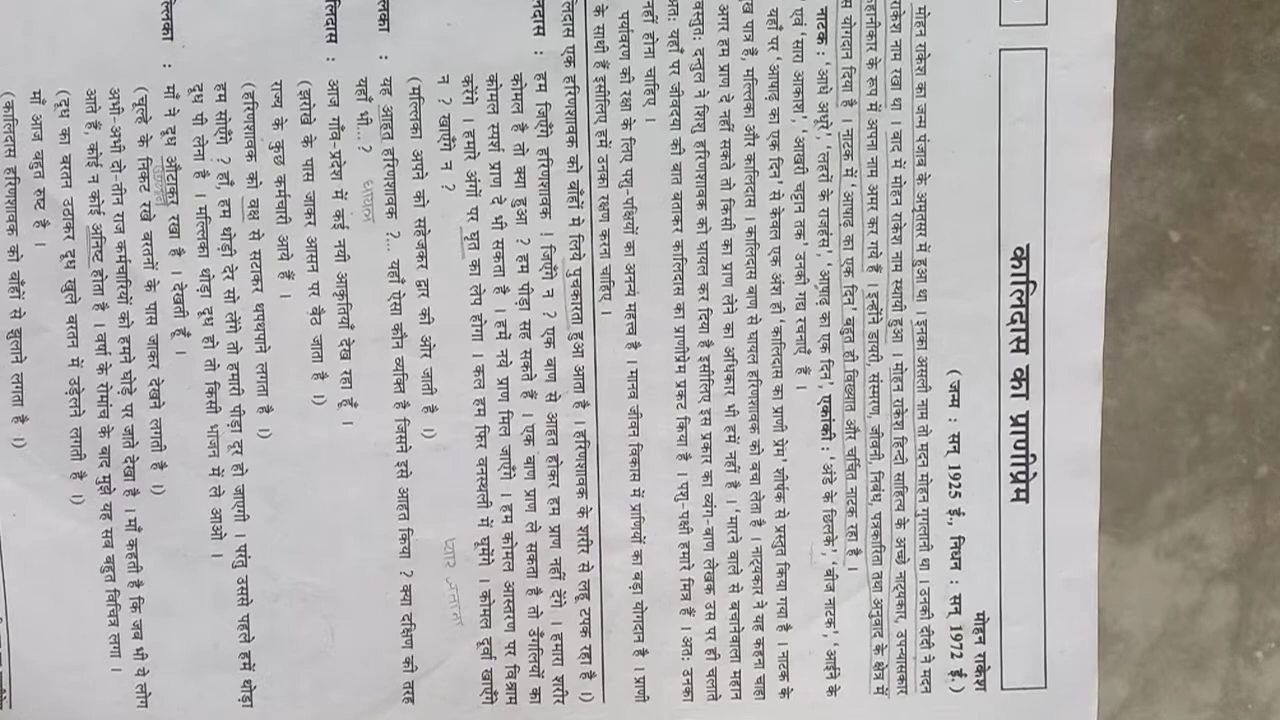 कालिदास का प्राणीप्रेम
मोहन राकेश
( जन्म : सन् 1925 ई., निधन : सन् 1972 ई. )
मोहन राकेश का जन्म पंजाब के अमृतसर में हुआ था । इनका असली नाम तो मदन मोहन गुगलानी था । उनकी दीदी ने मदन
राकेश नाम रखा था । बाद में मोहन राकेश नाम स्थायी हुआ । मोहन राकेश हिन्दी साहित्य के अच्छे नाट्यकार, उपन्यासकार
कहानीकार के रूप में अपना नाम अमर कर गये हैं । इन्होंने डायरी, संस्मरण, जीवनी, निबंध, पत्रकारिता तथा अनुवाद के क्षेत्र में
स योगदान दिया है । नाटक में 'आषाढ़ का एक दिन' बहुत ही विख्यात और चर्चित नाटक रहा है ।
नाटक : 'आधे अधूरे', 'लहरों के राजहंस', 'आषाढ़ का एक दिन', एकांकी : 'अंडे के छिलके', 'बीज नाटक', 'आईने के
' एवं 'सारा आकाश', 'आखरी चट्टान तक' उनकी गद्य रचनाएँ हैं ।
यहाँ पर 'आषाढ़ का एक दिन' से केवल एक अंश ही 'कालिदास का प्राणी प्रेम' शीर्षक से प्रस्तुत किया गया है । नाटक के
ख पात्र हैं, मल्लिका और कालिदास । कालिदास बाण से घायल हरिणशावक को बचा लेता है । नाट्यकार ने यह कहना चाहा
अगर हम प्राण दे नहीं सकते तो किसी का प्राण लेने का अधिकार भी हमें नहीं है । 'मारने वाले से बचानेवाला महान
वस्तुतः दन्तुल ने शिशु हरिणशावक को घायल कर दिया है इसीलिए इस प्रकार का व्यंग-बाण लेखक उस पर ही चलाते
अतः यहाँ पर जीवदया की बात बताकर कालिदास का प्राणीप्रेम प्रकट किया है । पशु-पक्षी हमारे मित्र हैं । अतः उनका
नहीं होना चाहिए ।
पर्यावरण की रक्षा के लिए पशु-पक्षियों का अनन्य महत्त्व है । मानव जीवन विकास में प्राणियों का बड़ा योगदान है । प्राणी
के साथी हैं इसीलिए हमें उनका रक्षण करना चाहिए ।
लदास एक हरिणशावक को बाँहों में लिये पुचकारता हुआ आता है । हरिणशावक के शरीर से लहू टपक रहा है ।)
लदास : हम जिएँगे हरिणशावक ! जिएँगे न ? एक बाण से आहत होकर हम प्राण नहीं देंगे । हमारा शरीर
कोमल है तो क्या हुआ ? हम पीड़ा सह सकते हैं । एक बाण प्राण ले सकता है तो उँगलियों का
कोमल स्पर्श प्राण दे भी सकता है । हमें नये प्राण मिल जाएँगे । हम कोमल आस्तरण पर विश्राम
करेंगे । हमारे अंगों पर घृत का लेप होगा । कल हम फिर वनस्थली में घूमेंगे । कोमल दूर्वा खाएँगे
न ? खाएँगे न ?
(मल्लिका अपने को सहेजकर द्वार की ओर जाती है ।)
लका : यह आहत हरिणशावक ?... यहाँ ऐसा कौन व्यक्ति है जिसने इसे आहत किया ? क्या दक्षिण की तरह
यहाँ भी...? घायल
लिदास : आज गाँव-प्रदेश में कई नयी आकृतियाँ देख रहा हूँ ।
(झरोखे के पास जाकर आसन पर बैठ जाता है ।)
राज्य के कुछ कर्मचारी आये हैं ।
(हरिणशावक को वक्ष से सटाकर थपथपाने लगता है ।)
हम सोएँगे ? हाँ, हम थोड़ी देर सो लेंगे तो हमारी पीड़ा दूर हो जाएगी । परंतु उससे पहले हमें थोड़ा
दूध पी लेना है । मल्लिका थोड़ा दूध हो तो किसी भाजन में ले आओ ।
ल्लिका : माँ ने दूध औटाकर रखा है । देखती हूँ ।
(चूल्हे के निकट रखे बरतनों के पास जाकर देखने लगती है ।)
अभी-अभी दो-तीन राज कर्मचारियों को हमने घोड़े पर जाते देखा है । माँ कहती है कि जब भी ये लोग
आते हैं, कोई न कोई अनिष्ट होता है । वर्षा के रोमांच के बाद मुझे यह सब बहुत विचित्र लगा ।
(दूध का बरतन उठाकर दूध खुले बरतन में उड़ेलने लगती है ।)
माँ आज बहुत रुष्ट है ।
(कालिदास हरिणशावक को बाँहों से झुलाने लगता है ।)